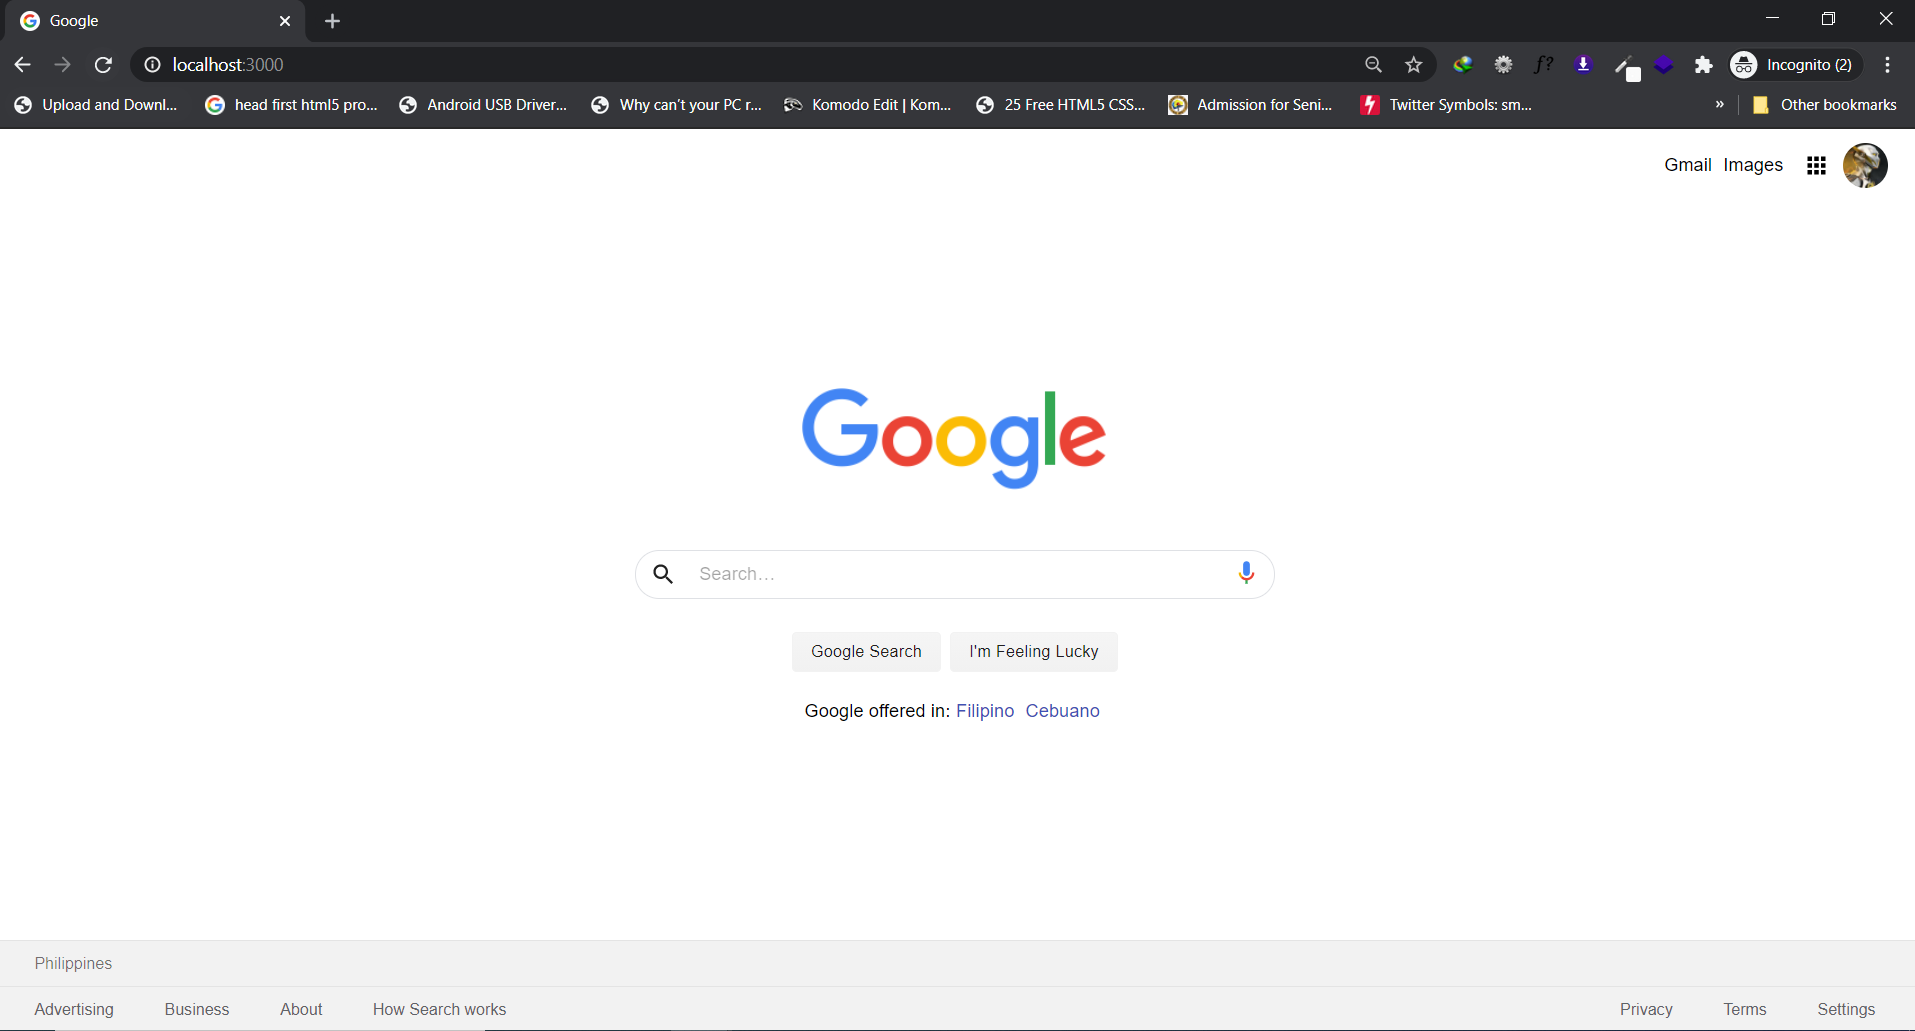 Google
localhost:3000
Incognito (2)
Upload and Downl...
head first html5 pro...
Android USB Driver...
Why can't your PC r...
Komodo Edit | Kom...
25 Free HTML5 CSS...
Admission for Seni...
Twitter Symbols: sm...
»
Other bookmarks
Gmail Images
Google
Search...
Google Search
I'm Feeling Lucky
Google offered in: Filipino Cebuano
Philippines
Advertising Business About How Search works
Privacy Terms Settings